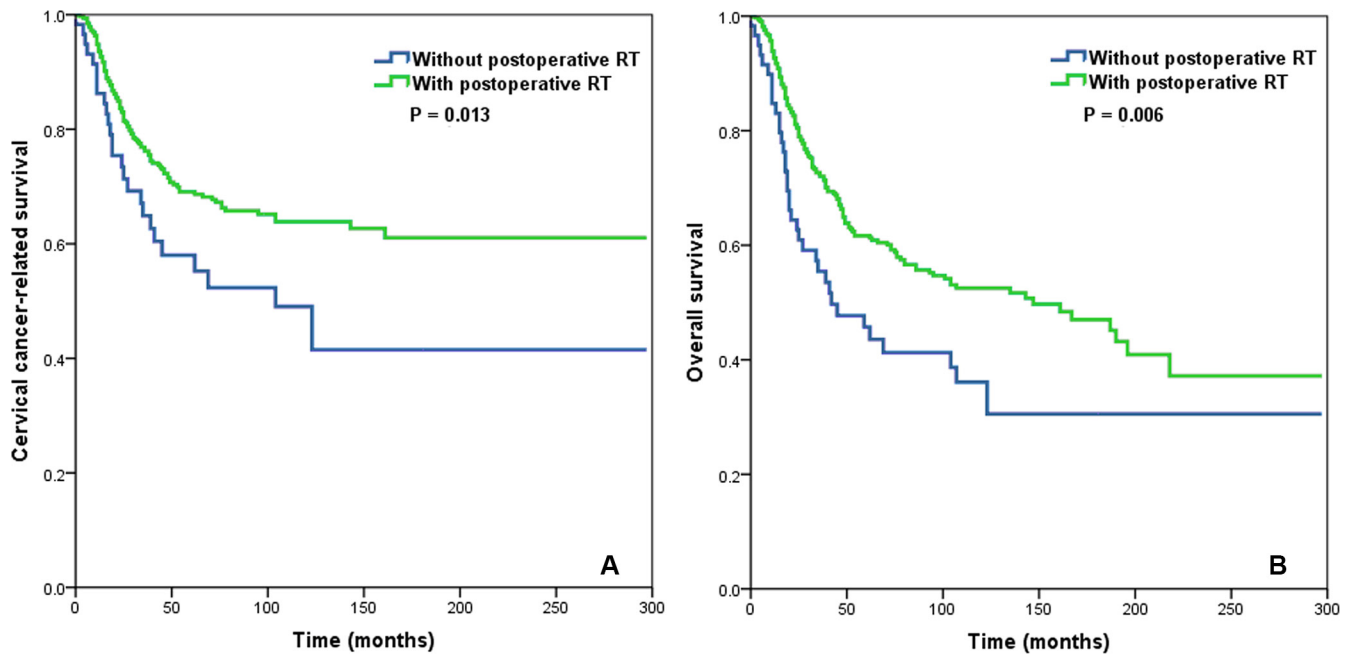 Cervical cancer-related survival
1.0
0.8
0.6
0.4
0.2
0.0
Without postoperative RT
With postoperative RT
P = 0.013
A
0 50 100 150 200 250 300
Time (months)
Overall survival
1.0
0.8
0.6
0.4
0.2
0.0
Without postoperative RT
With postoperative RT
P = 0.006
B
0 50 100 150 200 250 300
Time (months)